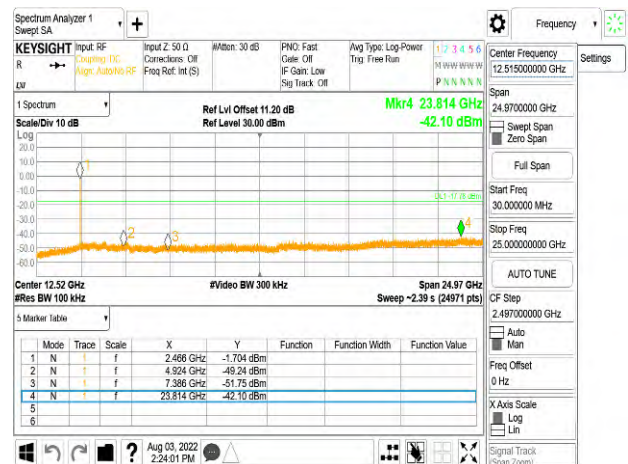 Spectrum Analyzer 1
Swept SA
Frequency
KEYSIGHT
R
Input: RF
Coupling: DC
Align: Auto/No RF
Input Z: 50 Ω
Corrections: Off
Freq Ref: Int (S)
#Atten: 30 dB
PNO: Fast
Gate: Off
IF Gain: Low
Sig Track: Off
Avg Type: Log-Power
Trig: Free Run
1 2 3 4 5 6
M W W W W W
P N N N N N
1 Spectrum
Scale/Div 10 dB
Ref Lvl Offset 11.20 dB
Ref Level 30.00 dBm
Mkr4 23.814 GHz
-42.10 dBm
Log
20.0
10.0
0.00
-10.0
-20.0
-30.0
-40.0
-50.0
-60.0
1
2
3
4
Center 12.52 GHz
#Res BW 100 kHz
#Video BW 300 kHz
Span 24.97 GHz
Sweep ~2.39 s (24971 pts)
5 Marker Table
Mode Trace Scale X Y Function Function Width Function Value
1 N 1 f 2.466 GHz -1.704 dBm
2 N 1 f 4.924 GHz -49.24 dBm
3 N 1 f 7.386 GHz -51.75 dBm
4 N 1 f 23.814 GHz -42.10 dBm
5
6
?
Aug 03, 2022
2:24:01 PM
Center Frequency
12.515000000 GHz
Settings
Span
24.9700000 GHz
Swept Span
Zero Span
Full Span
Start Freq
30.000000 MHz
Stop Freq
25.000000000 GHz
AUTO TUNE
CF Step
2.497000000 GHz
Auto
Man
Freq Offset
0 Hz
X Axis Scale
Log
Lin
Signal Track
(Span Zoom)